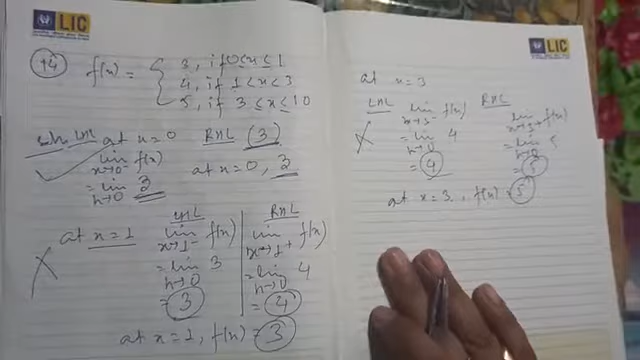 LIC
14
f(x) = { 3, if 0≤x≤1
4, if 1<x<3
5, if 3≤x≤10
LHL at x=0 RHL (3)
lim x→0⁻ f(x)
= lim h→0 3
at x=0, 3
at x=1
LHL
lim x→1⁻ f(x)
= lim h→0 3
= 3
RHL
lim x→1⁺ f(x)
= lim h→0 4
= 4
at x=1, f(x) = 3
LIC
at x=3
LHL
lim x→3⁻ f(x)
= lim h→0 4
= 4
RHL
lim x→3⁺ f(x)
= lim h→0 5
= 5
at x=3, f(x) = 5